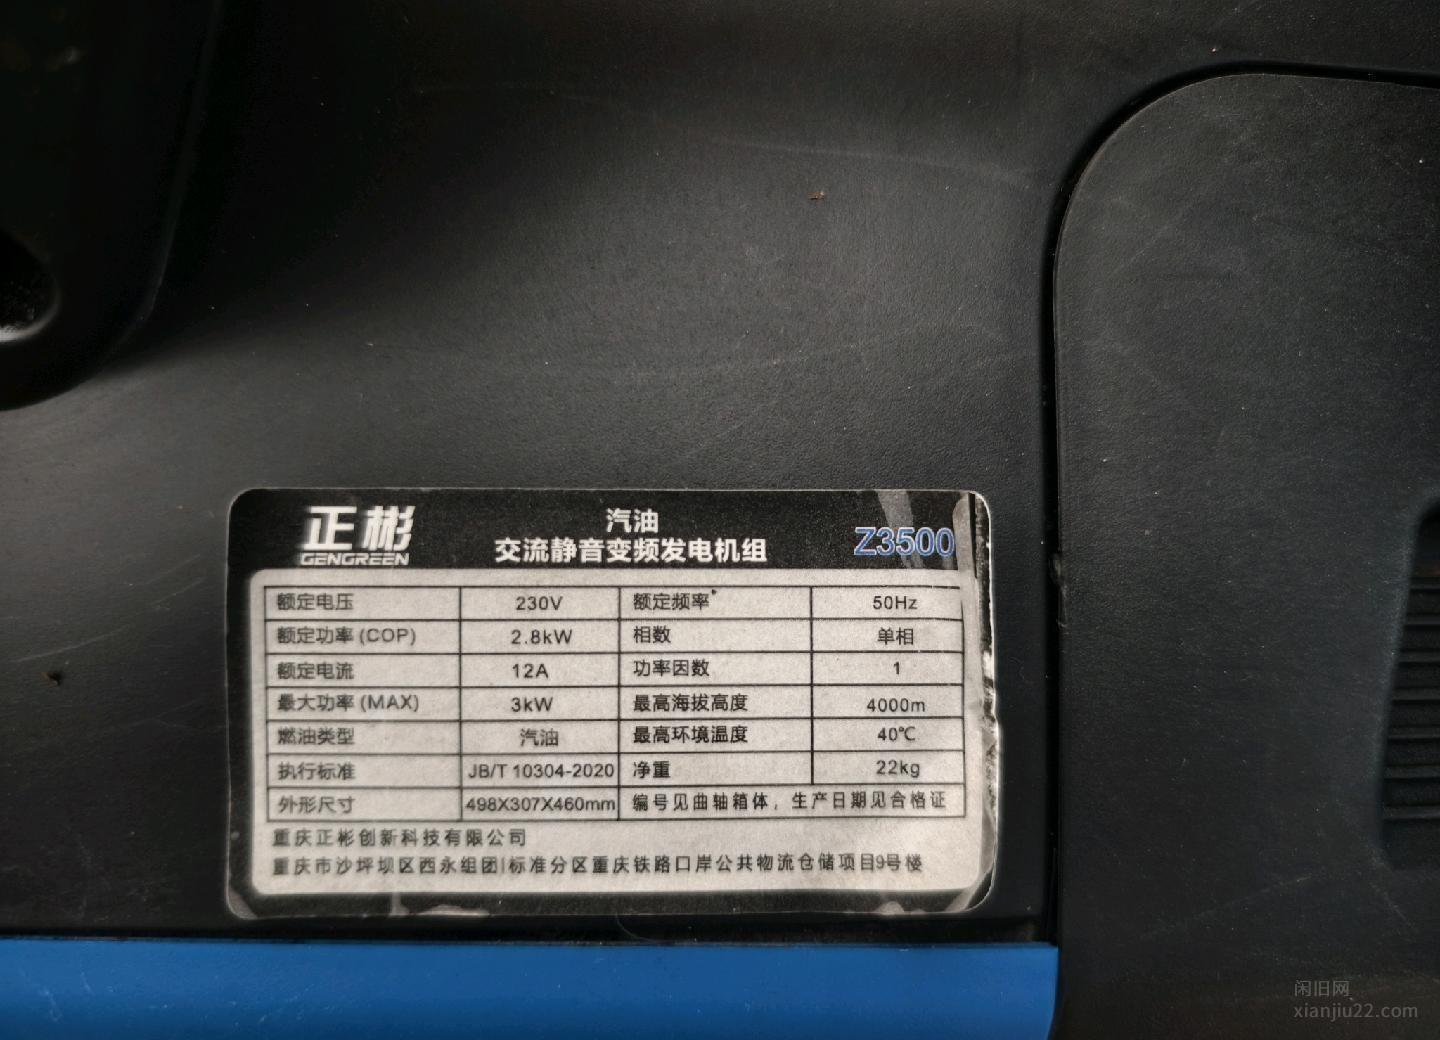 正彬
GENGREEN
汽油
交流静音变频发电机组
Z3500
额定电压 230V 额定频率 50Hz
额定功率(COP) 2.8kW 相数 单相
额定电流 12A 功率因数 1
最大功率(MAX) 3kW 最高海拔高度 4000m
燃油类型 汽油 最高环境温度 40℃
执行标准 JB/T 10304-2020 净重 22kg
外形尺寸 498X307X460mm 编号见曲轴箱体，生产日期见合格证
重庆正彬创新科技有限公司
重庆市沙坪坝区西永组团I标准分区重庆铁路口岸公共物流仓储项目9号楼
闲旧网
xianjiu22.com